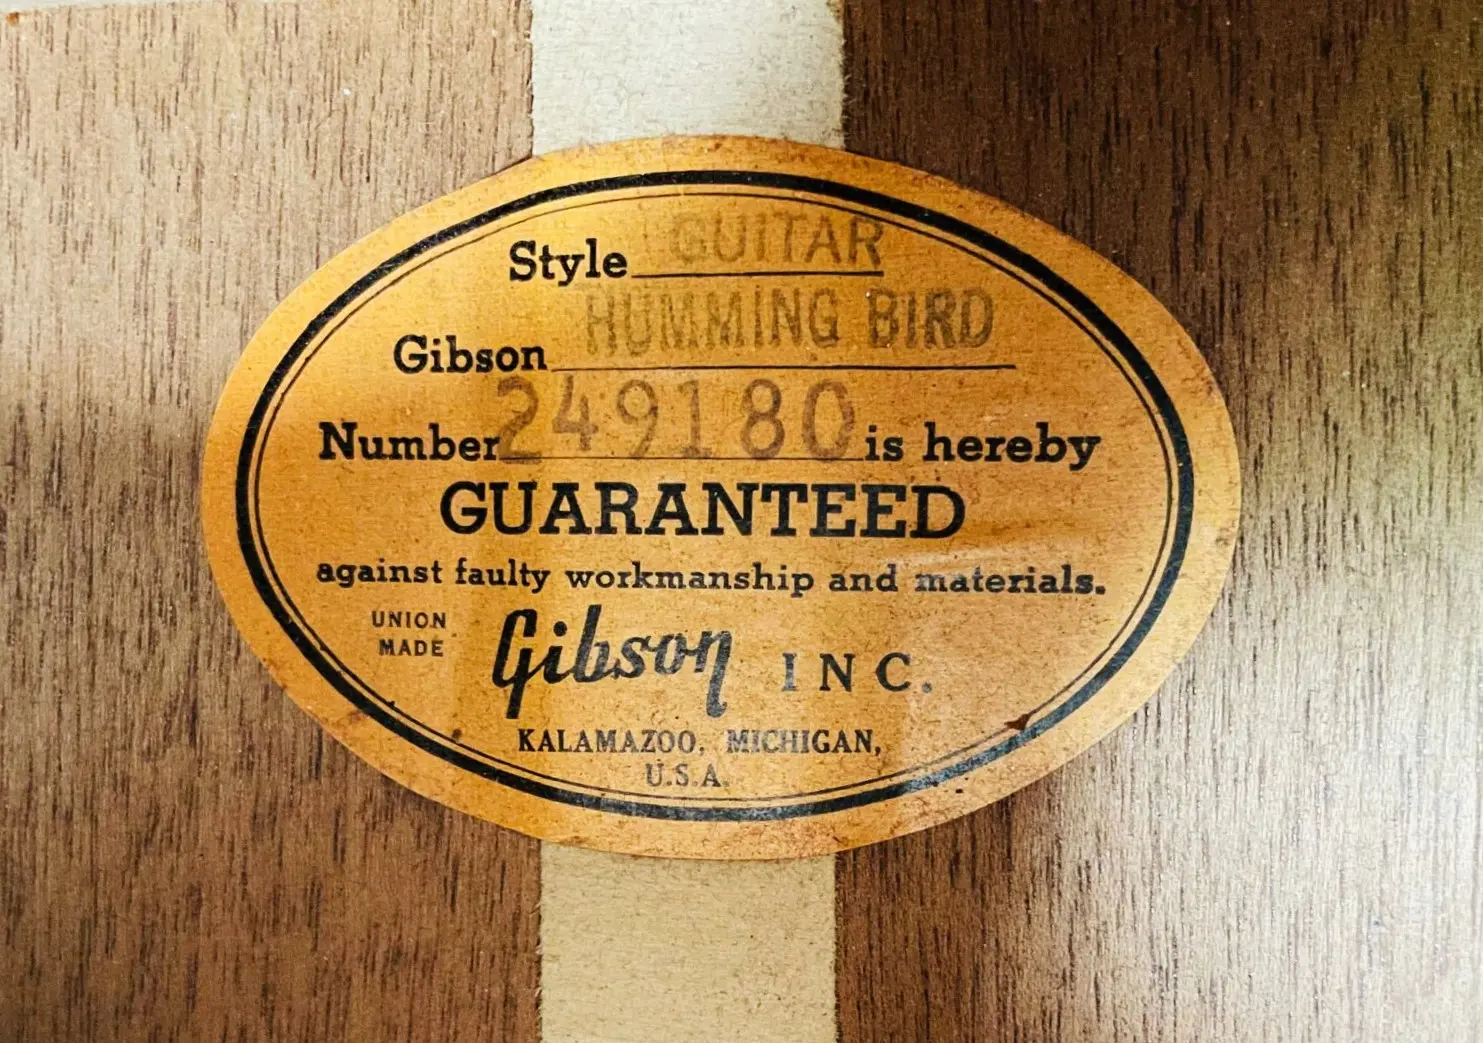 Style GUITAR
Gibson HUMMING BIRD
Number 249180 is hereby
GUARANTEED
against faulty workmanship and materials.
UNION
MADE
Gibson INC.
KALAMAZOO, MICHIGAN,
U.S.A.